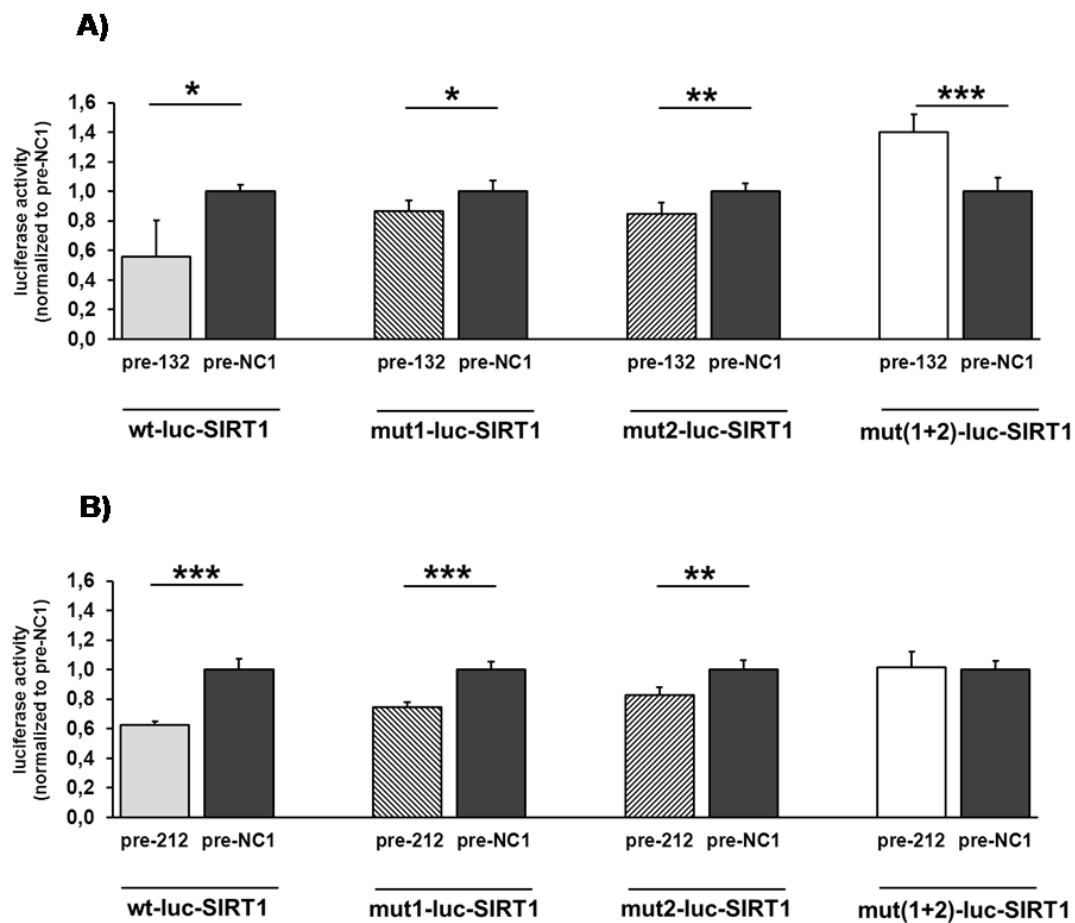 A)
luciferase activity
(normalized to pre-NC1)
1,6
1,4
1,2
1,0
0,8
0,6
0,4
0,2
0,0
* * ** ***
pre-132 pre-NC1 pre-132 pre-NC1 pre-132 pre-NC1 pre-132 pre-NC1
wt-luc-SIRT1 mut1-luc-SIRT1 mut2-luc-SIRT1 mut(1+2)-luc-SIRT1
B)
luciferase activity
(normalized to pre-NC1)
1,6
1,4
1,2
1,0
0,8
0,6
0,4
0,2
0,0
*** *** **
pre-212 pre-NC1 pre-212 pre-NC1 pre-212 pre-NC1 pre-212 pre-NC1
wt-luc-SIRT1 mut1-luc-SIRT1 mut2-luc-SIRT1 mut(1+2)-luc-SIRT1